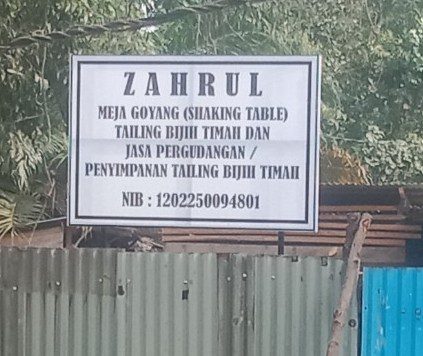 ZAHRUL
MEJA GOYANG (SHAKING TABLE)
TAILING BIJIH TIMAH DAN
JASA PERGUDANGAN /
PENYIMPANAN TAILING BIJIH TIMAH
NIB : 1202250094801